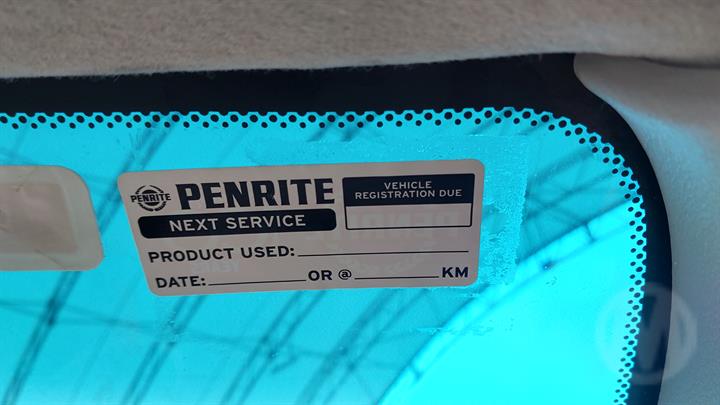 PENRITE
PENRITE
NEXT SERVICE
VEHICLE
REGISTRATION DUE
PRODUCT USED:
DATE: OR @ KM